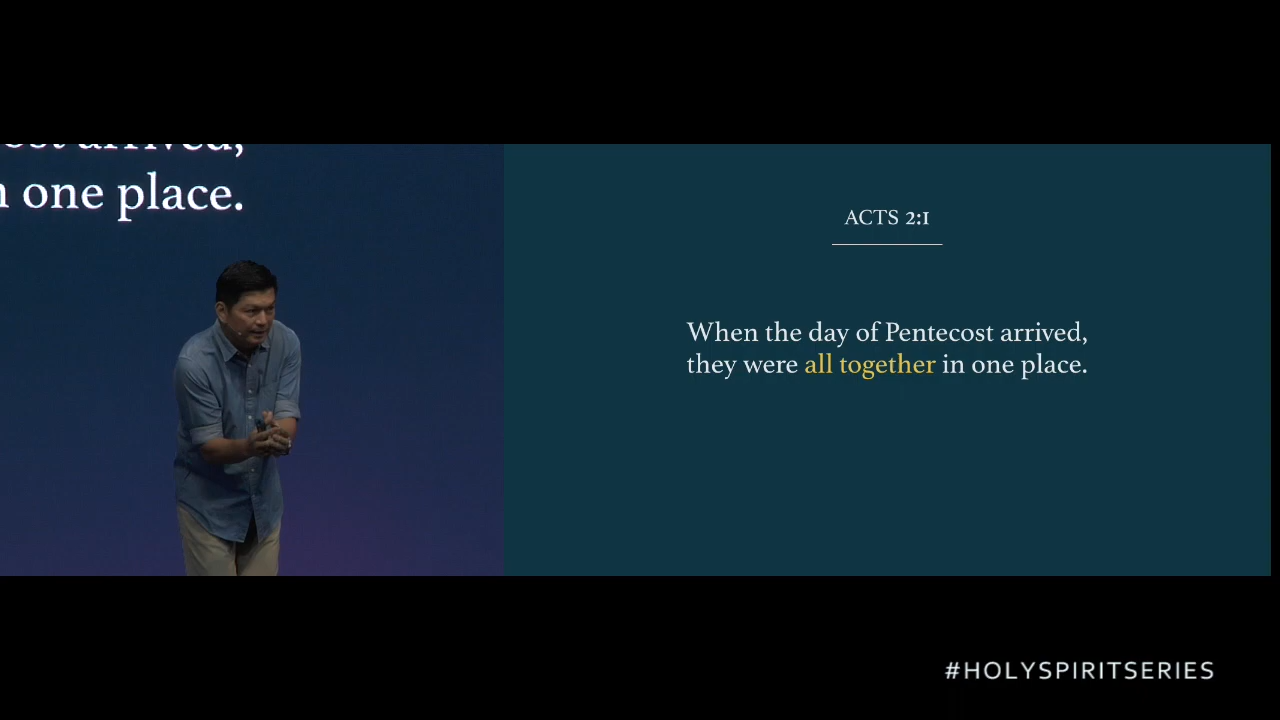 arrived,
one place.
ACTS 2:1
When the day of Pentecost arrived,
they were all together in one place.
#HOLYSPIRITSERIES